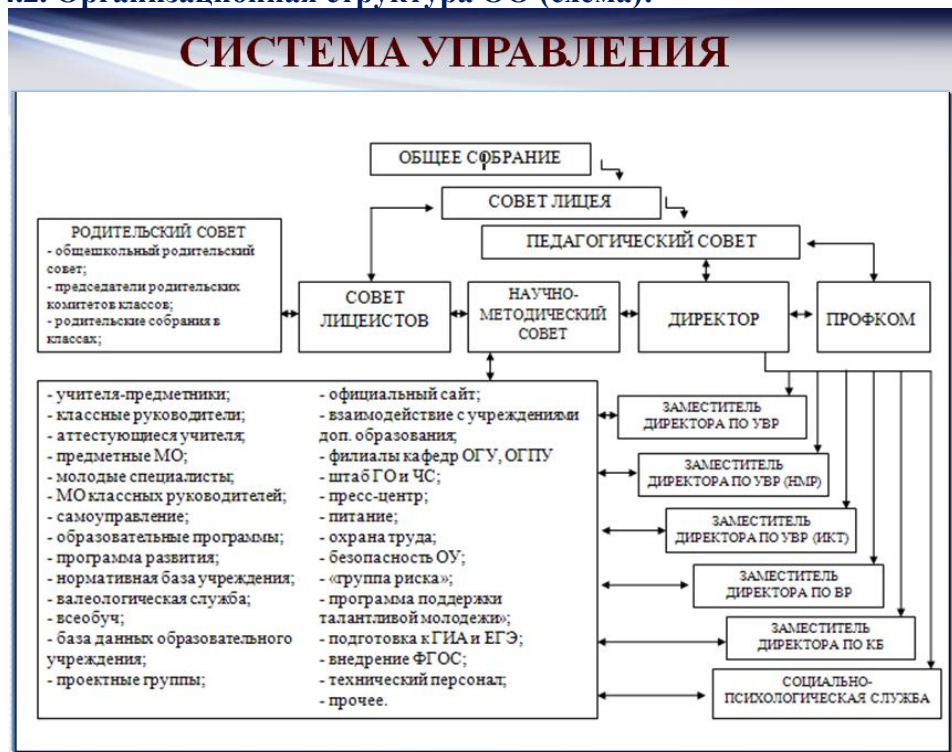 4.2. Организационная структура ОО (схема).
СИСТЕМА УПРАВЛЕНИЯ
ОБЩЕЕ СОБРАНИЕ
СОВЕТ ЛИЦЕЯ
ПЕДАГОГИЧЕСКИЙ СОВЕТ
РОДИТЕЛЬСКИЙ СОВЕТ
- общешкольный родительский
совет;
- председатели родительских
комитетов классов;
- родительские собрания в
классах;
СОВЕТ
ЛИЦЕИСТОВ
НАУЧНО-
МЕТОДИЧЕСКИЙ
СОВЕТ
ДИРЕКТОР
ПРОФКОМ
- учителя-предметники;
- классные руководители;
- аттестующиеся учителя;
- предметные МО;
- молодые специалисты;
- МО классных руководителей;
- самоуправление;
- образовательные программы;
- программа развития;
- нормативная база учреждения;
- валеологическая служба;
- всеобуч;
- база данных образовательного
учреждения;
- проектные группы;
- официальный сайт;
- взаимодействие с учреждениями
доп. образования;
- филиалы кафедр ОГУ, ОГПУ
- штаб ГО и ЧС;
- пресс-центр;
- питание;
- охрана труда;
- безопасность ОУ;
- «группа риска»;
- программа поддержки
талантливой молодежи»;
- подготовка к ГИА и ЕГЭ;
- внедрение ФГОС;
- технический персонал;
- прочее.
ЗАМЕСТИТЕЛЬ
ДИРЕКТОРА ПО УВР
ЗАМЕСТИТЕЛЬ
ДИРЕКТОРА ПО УВР (НМР)
ЗАМЕСТИТЕЛЬ
ДИРЕКТОРА ПО УВР (ИКТ)
ЗАМЕСТИТЕЛЬ
ДИРЕКТОРА ПО ВР
ЗАМЕСТИТЕЛЬ
ДИРЕКТОРА ПО КБ
СОЦИАЛЬНО-
ПСИХОЛОГИЧЕСКАЯ СЛУЖБА